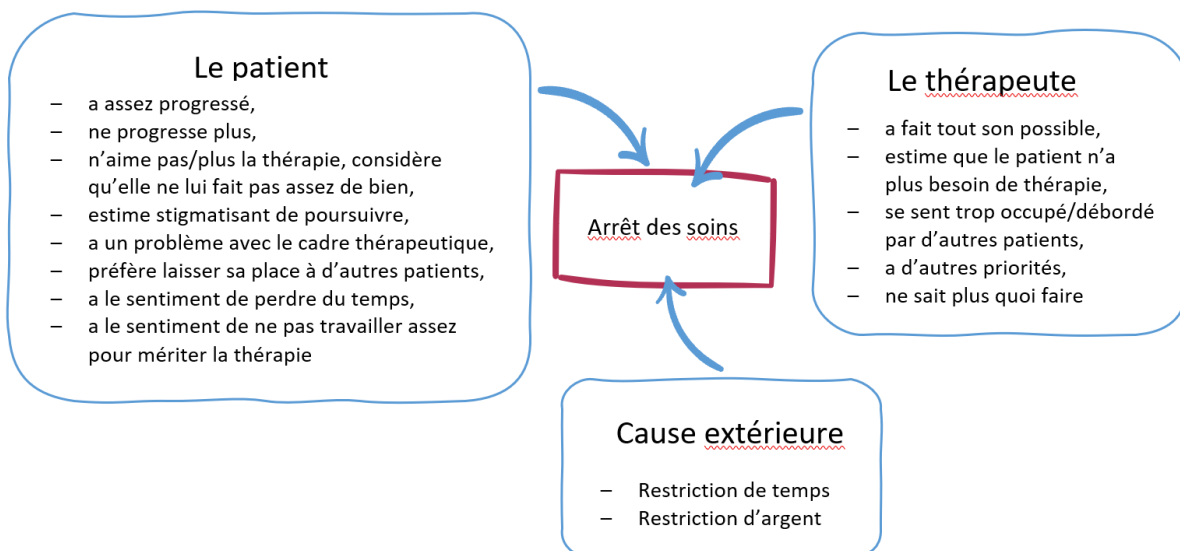 Le patient
– a assez progressé,
– ne progresse plus,
– n’aime pas/plus la thérapie, considère
qu’elle ne lui fait pas assez de bien,
– estime stigmatisant de poursuivre,
– a un problème avec le cadre thérapeutique,
– préfère laisser sa place à d’autres patients,
– a le sentiment de perdre du temps,
– a le sentiment de ne pas travailler assez
pour mériter la thérapie
Arrêt des soins
Le thérapeute
– a fait tout son possible,
– estime que le patient n’a
plus besoin de thérapie,
– se sent trop occupé/débordé
par d’autres patients,
– a d’autres priorités,
– ne sait plus quoi faire
Cause extérieure
– Restriction de temps
– Restriction d’argent